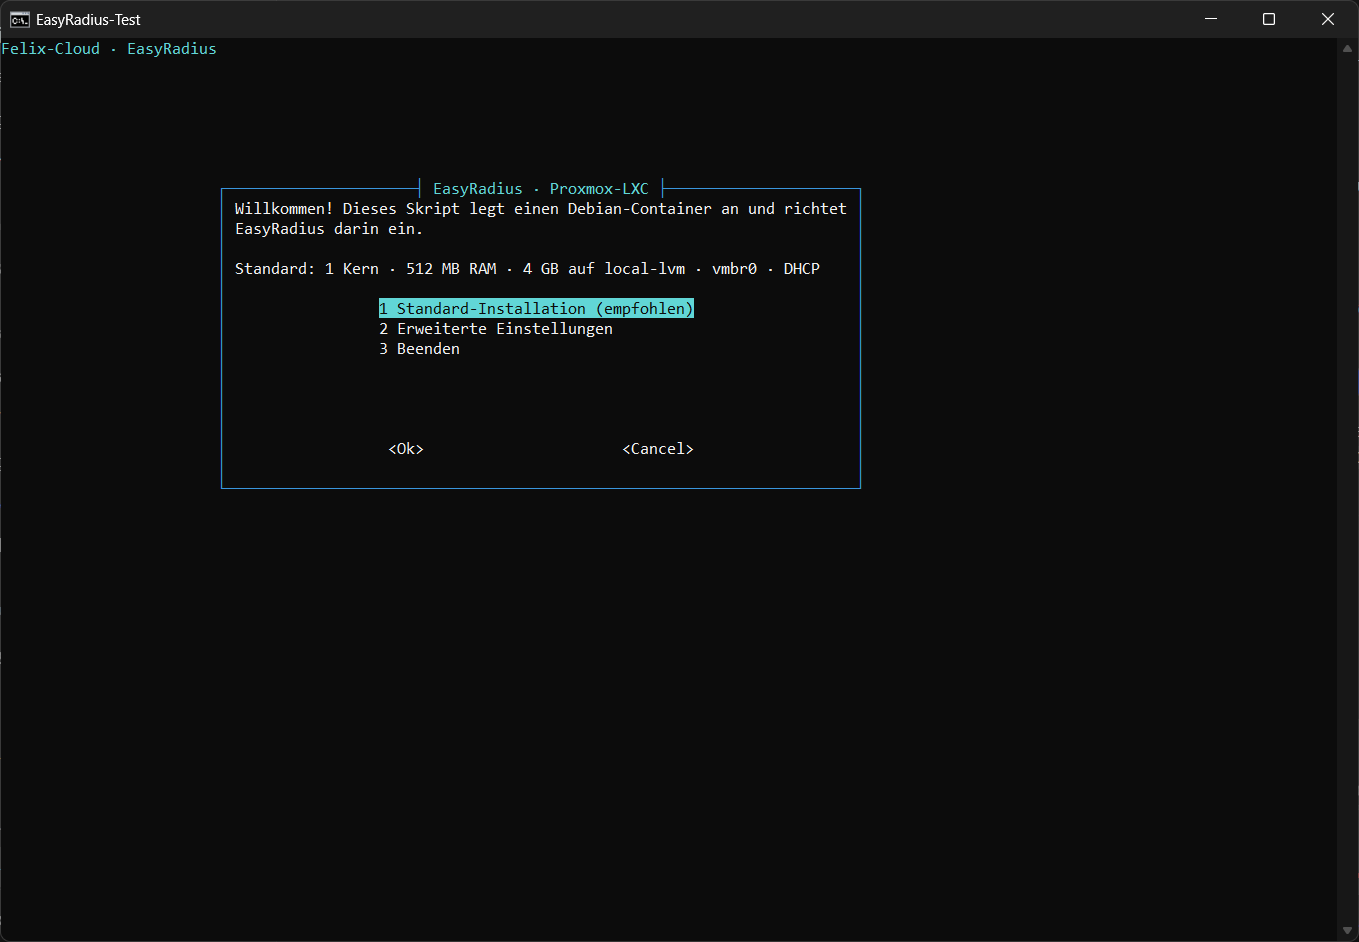 EasyRadius-Test
Felix-Cloud · EasyRadius
EasyRadius · Proxmox-LXC
Willkommen! Dieses Skript legt einen Debian-Container an und richtet
EasyRadius darin ein.
Standard: 1 Kern · 512 MB RAM · 4 GB auf local-lvm · vmbr0 · DHCP
1 Standard-Installation (empfohlen)
2 Erweiterte Einstellungen
3 Beenden
<Ok> <Cancel>